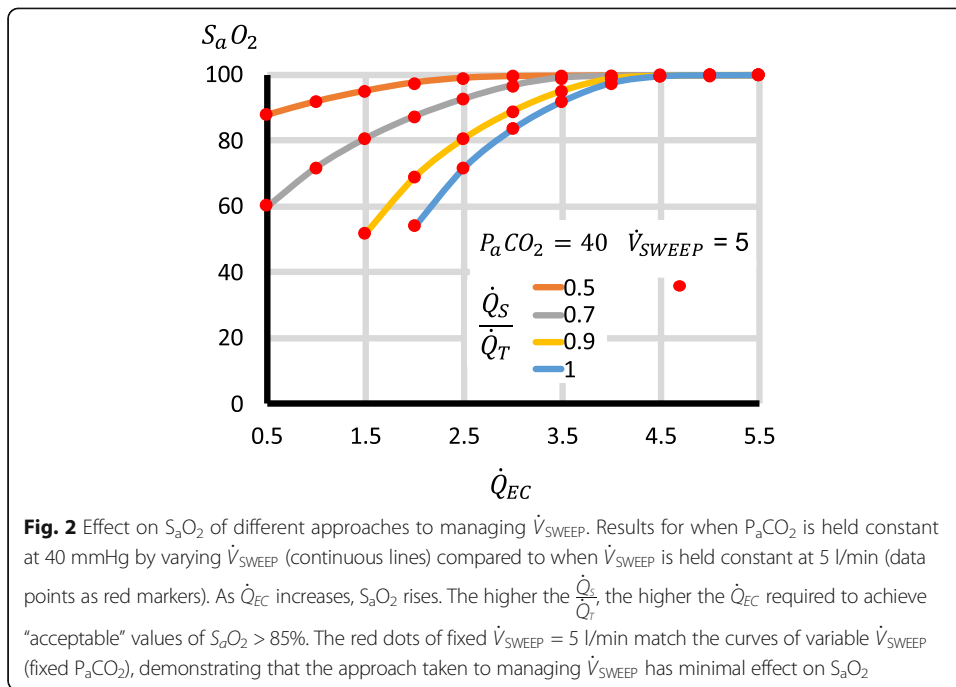 SₐO₂
100
80
60
40
20
0
PₐCO₂ = 40 V̇SWEEP = 5
Q̇S
Q̇T
0.5
0.7
0.9
1
0.5 1.5 2.5 3.5 4.5 5.5
Q̇EC
Fig. 2 Effect on SₐO₂ of different approaches to managing V̇SWEEP. Results for when PₐCO₂ is held constant
at 40 mmHg by varying V̇SWEEP (continuous lines) compared to when V̇SWEEP is held constant at 5 l/min (data
points as red markers). As Q̇EC increases, SₐO₂ rises. The higher the Q̇S/Q̇T, the higher the Q̇EC required to achieve
“acceptable” values of SₐO₂ > 85%. The red dots of fixed V̇SWEEP = 5 l/min match the curves of variable V̇SWEEP
(fixed PₐCO₂), demonstrating that the approach taken to managing V̇SWEEP has minimal effect on SₐO₂